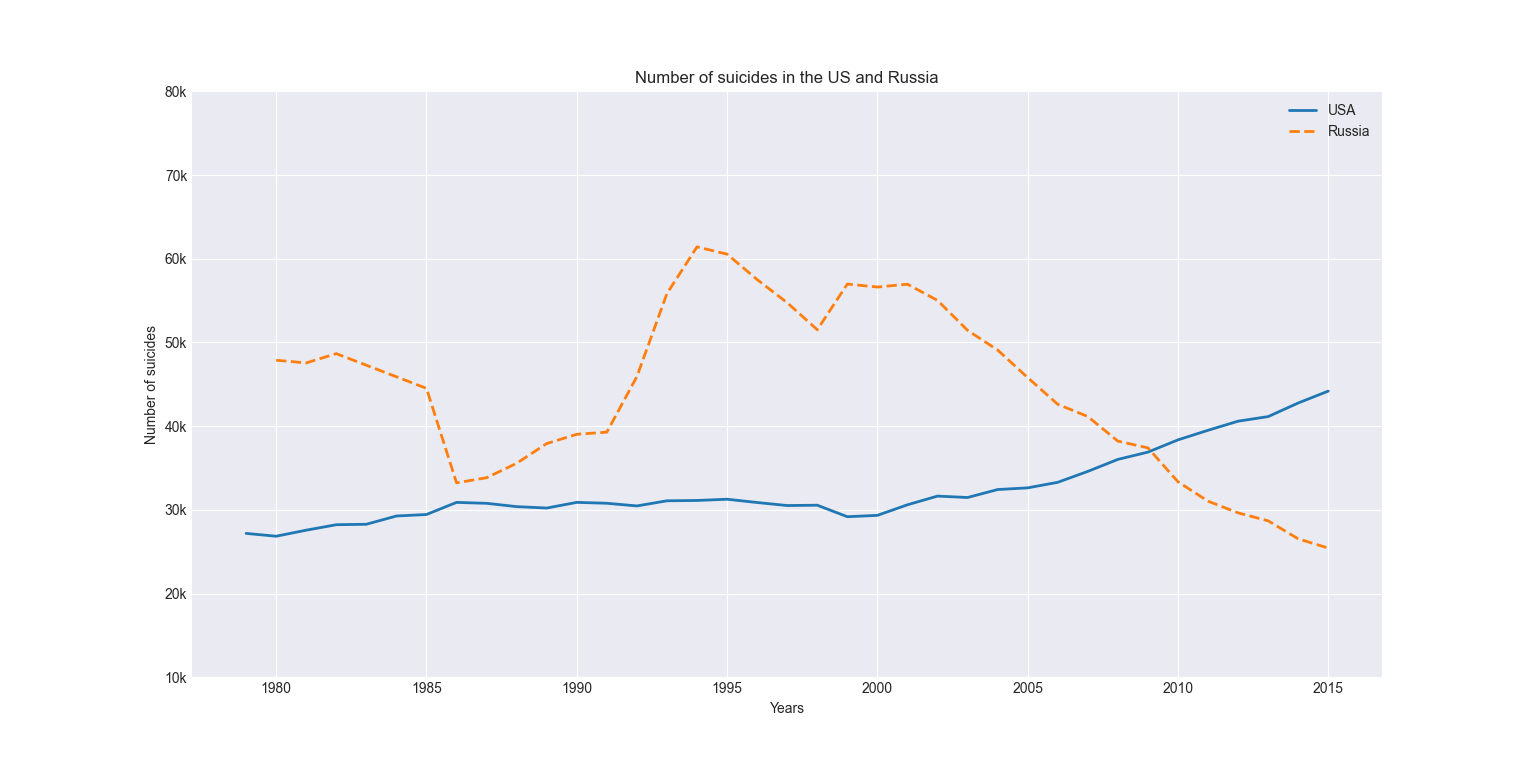 Number of suicides in the US and Russia
USA
Russia
80k
70k
60k
50k
40k
30k
20k
10k
Number of suicides
1980 1985 1990 1995 2000 2005 2010 2015
Years